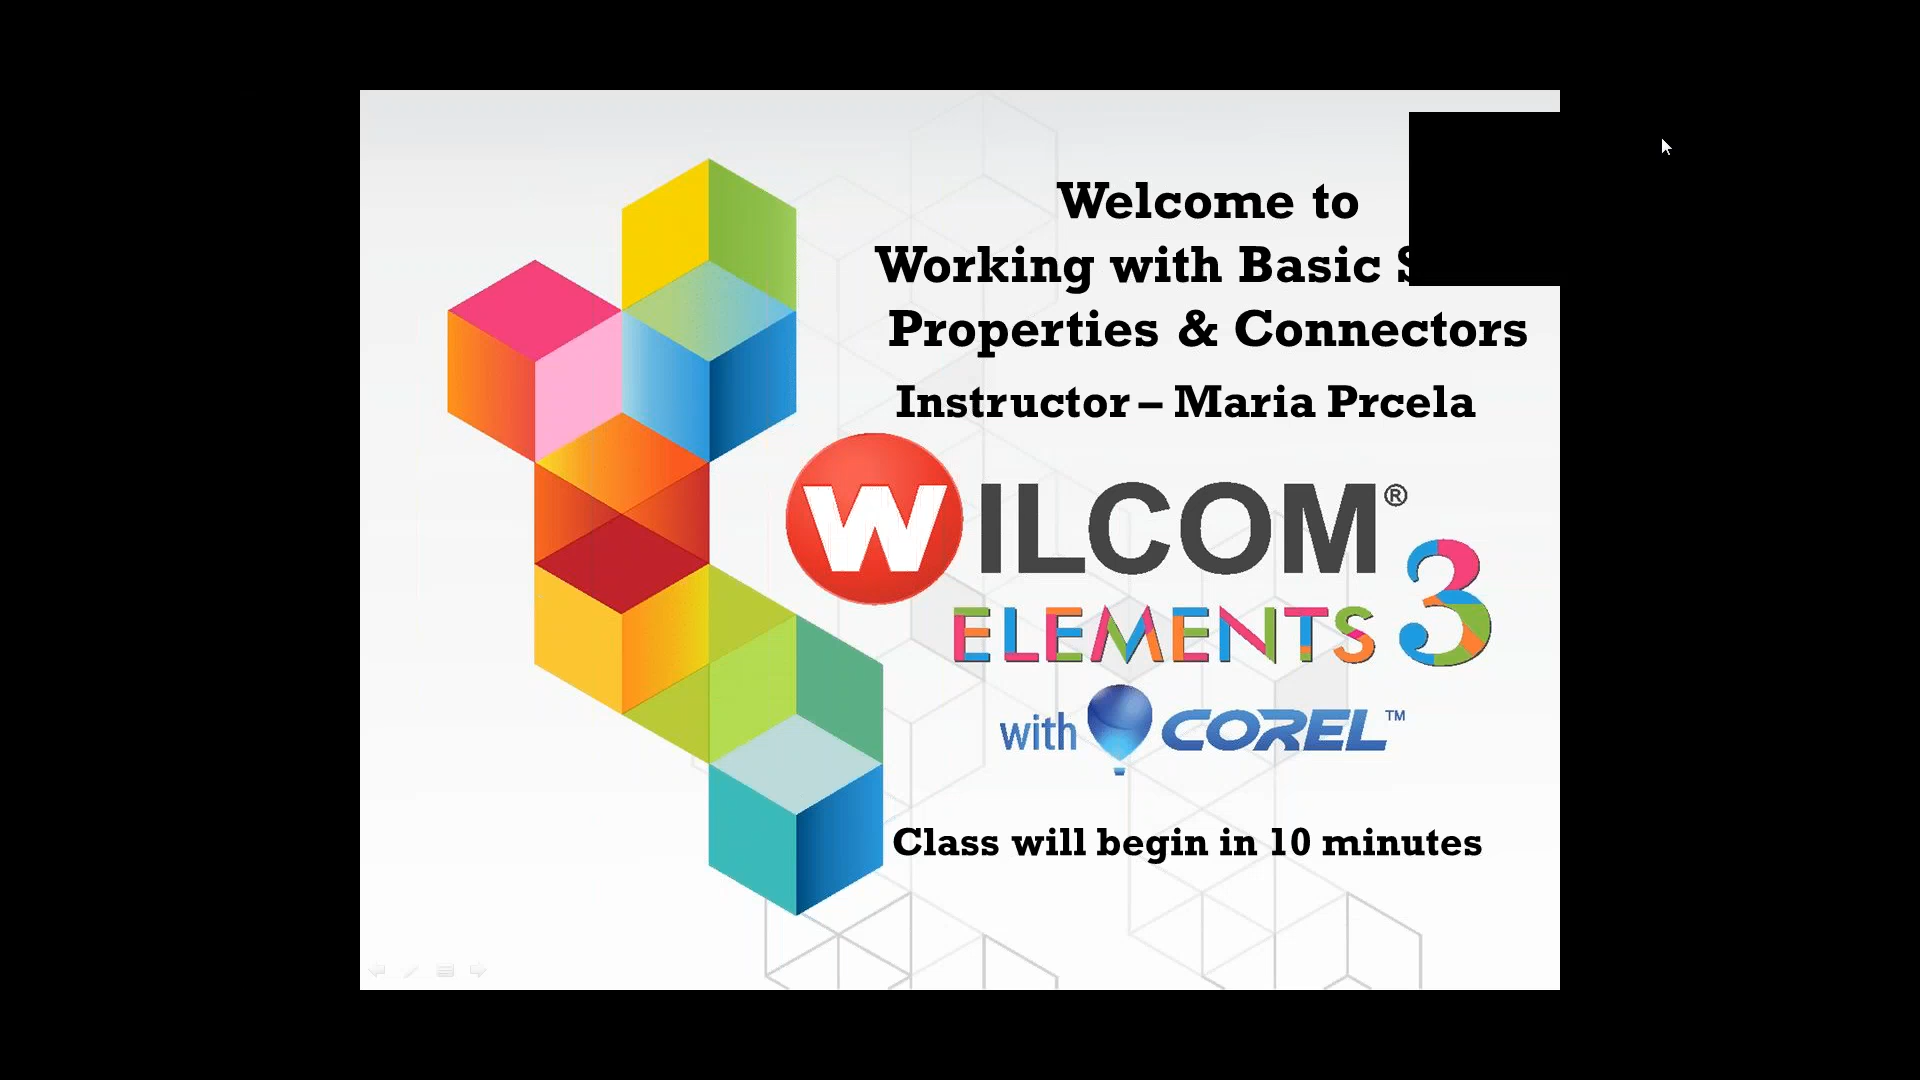 Welcome to
Working with Basic
Properties & Connectors
Instructor – Maria Prcela
WILCOM®
ELEMENTS 3
with COREL™
Class will begin in 10 minutes